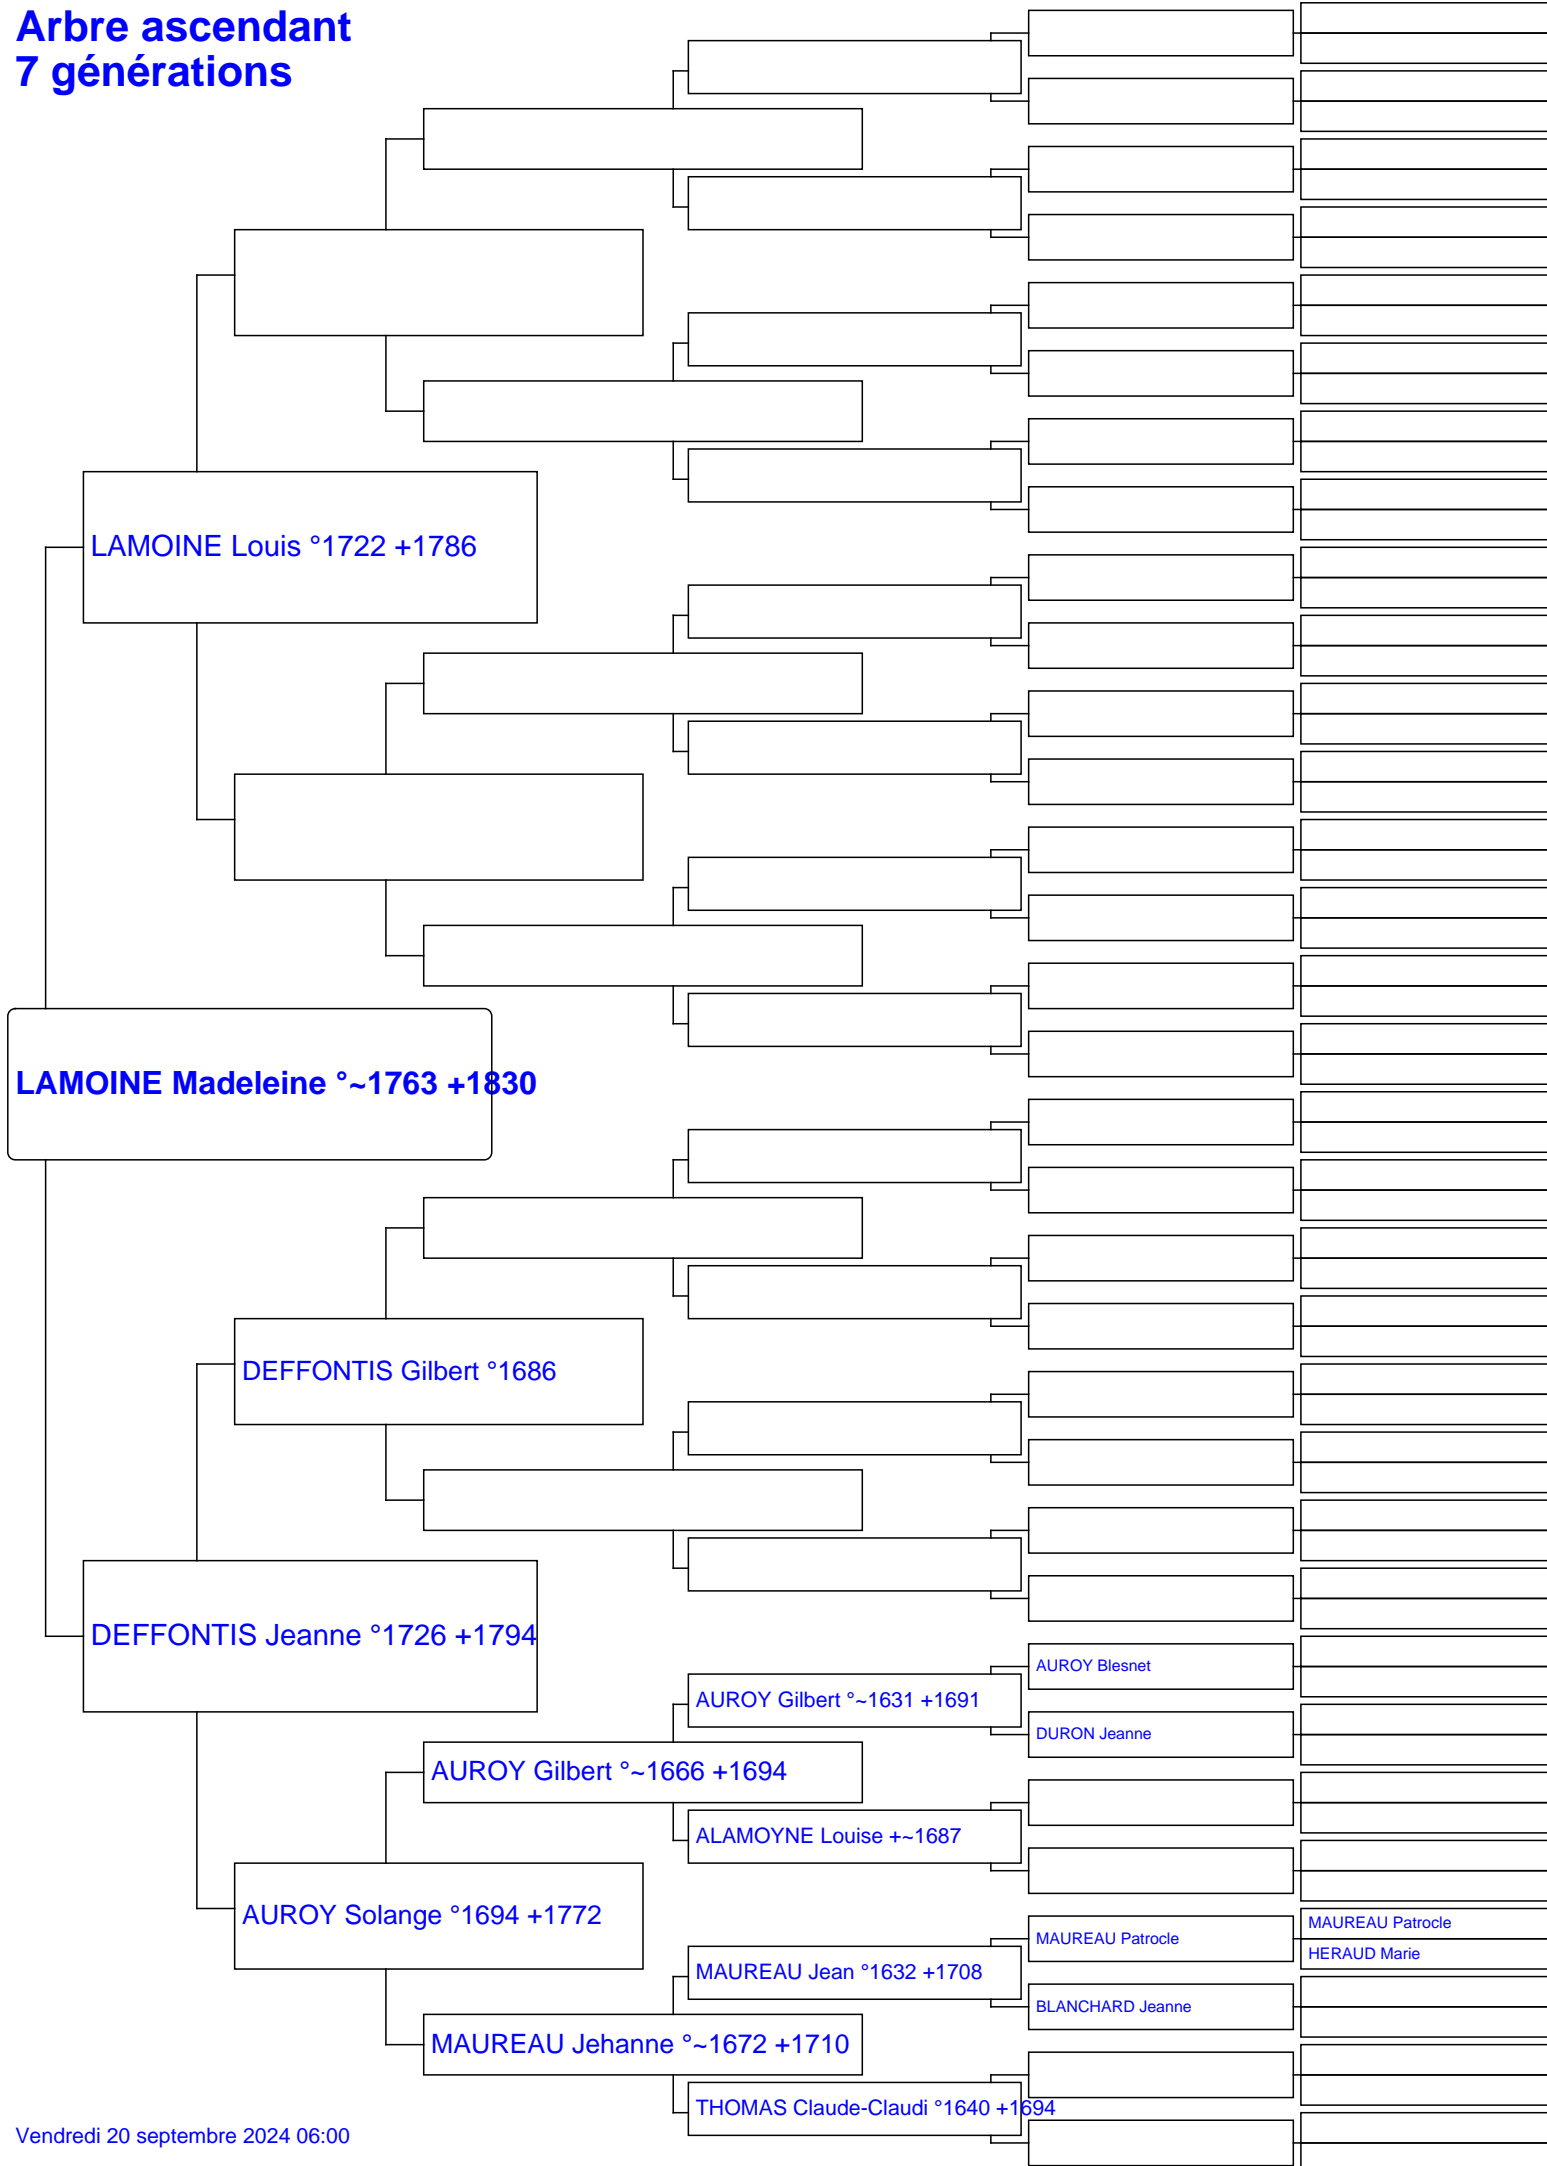 Arbre ascendant
7 générations
LAMOINE Louis °1722 +1786
LAMOINE Madeleine °~1763 +1830
DEFFONTIS Gilbert °1686
DEFFONTIS Jeanne °1726 +1794
AUROY Blesnet
AUROY Gilbert °~1631 +1691
DURON Jeanne
AUROY Gilbert °~1666 +1694
ALAMOYNE Louise +~1687
AUROY Solange °1694 +1772
MAUREAU Patrocle
MAUREAU Patrocle
HERAUD Marie
MAUREAU Jean °1632 +1708
BLANCHARD Jeanne
MAUREAU Jehanne °~1672 +1710
THOMAS Claude-Claudi °1640 +1694
Vendredi 20 septembre 2024 06:00